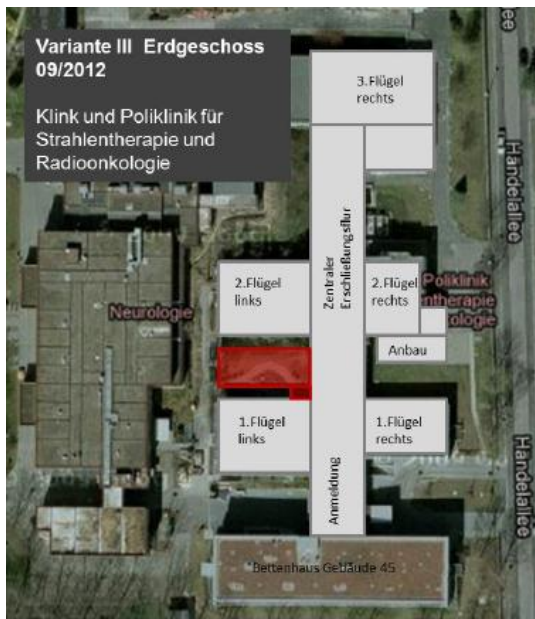 Variante III Erdgeschoss
09/2012
Klink und Poliklinik für
Strahlentherapie und
Radioonkologie
3.Flügel
rechts
Händelallee
Zentraler
Erschließungsflur
2.Flügel
links
2.Flügel
rechts
Poliklinik
entherapie
ologie
Neurologie
Anbau
1.Flügel
links
1.Flügel
rechts
Händelallee
Anmeldung
Bettenhaus Gebäude 45